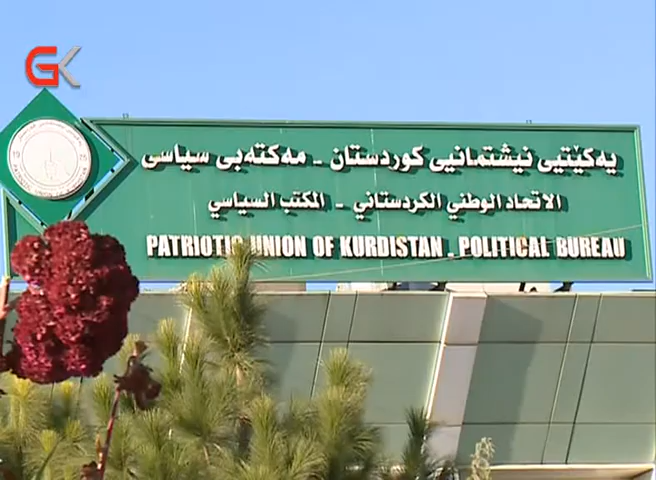 GK
یەکێتیی نیشتمانیی کوردستان - مەکتەبی سیاسی
الاتحاد الوطني الكردستاني - المكتب السياسي
PATRIOTIC UNION OF KURDISTAN . POLITICAL BUREAU